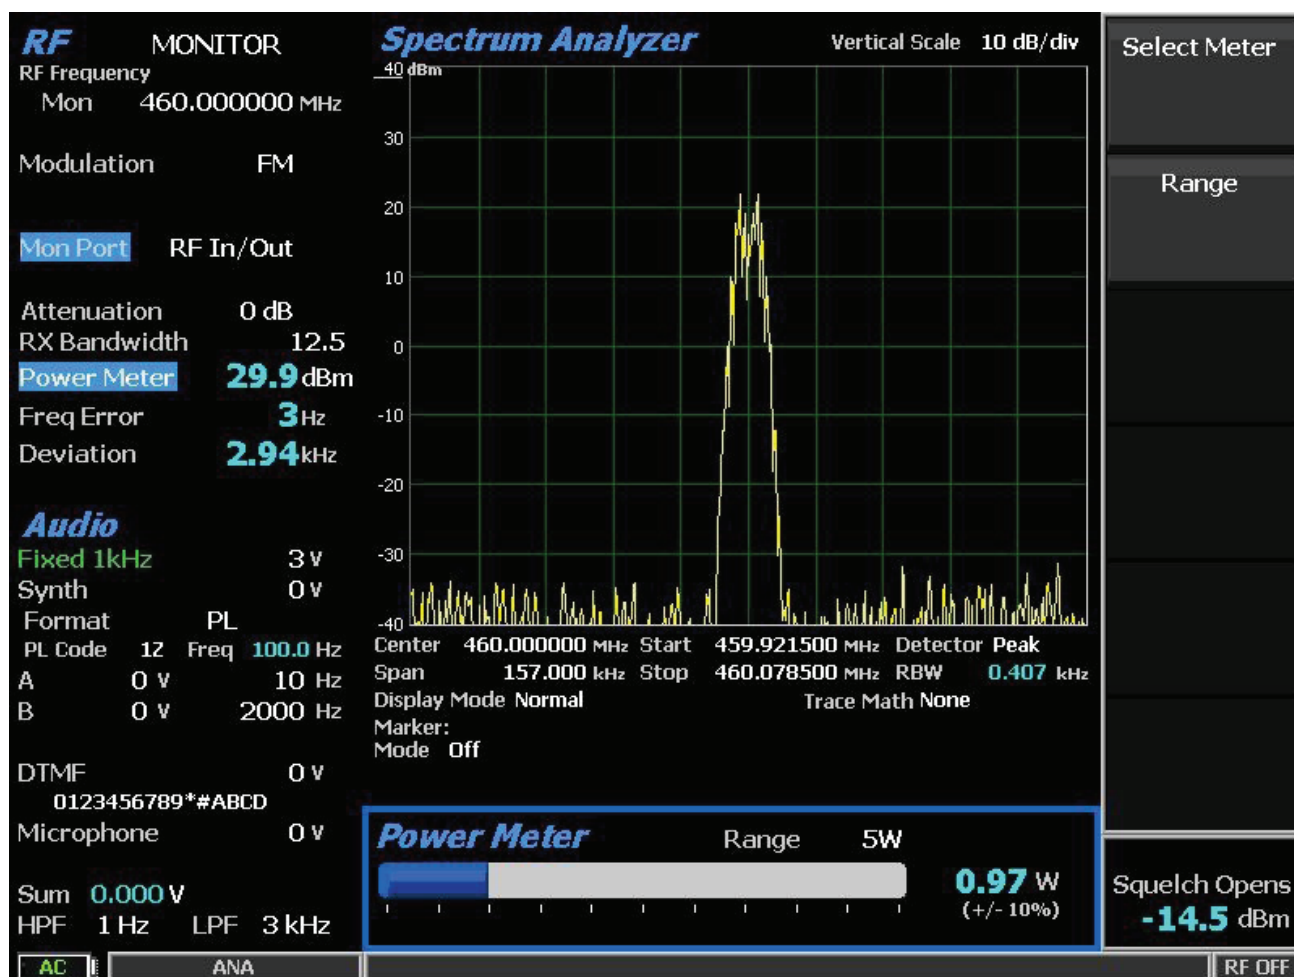 RF MONITOR
RF Frequency
Mon 460.000000 MHz
Modulation FM
Mon Port RF In/Out
Attenuation 0 dB
RX Bandwidth 12.5
Power Meter 29.9 dBm
Freq Error 3 Hz
Deviation 2.94 kHz
Audio
Fixed 1kHz 3 V
Synth 0 V
Format PL
PL Code 1Z Freq 100.0 Hz
A 0 V 10 Hz
B 0 V 2000 Hz
DTMF 0 V
0123456789*#ABCD
Microphone 0 V
Sum 0.000 V
HPF 1 Hz LPF 3 kHz
Spectrum Analyzer Vertical Scale 10 dB/div
40 dBm
30
20
10
0
-10
-20
-30
-40
Center 460.000000 MHz Start 459.921500 MHz Detector Peak
Span 157.000 kHz Stop 460.078500 MHz RBW 0.407 kHz
Display Mode Normal Trace Math None
Marker:
Mode Off
Power Meter Range 5W
0.97 W
(+/- 10%)
Select Meter
Range
Squelch Opens
-14.5 dBm
AC ANA RF OFF